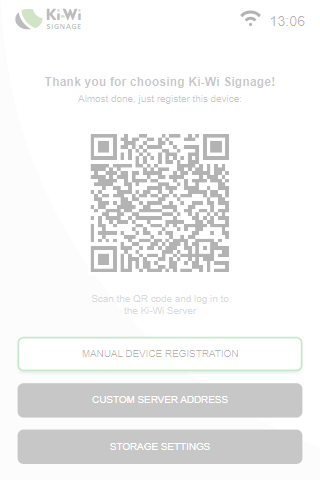 Ki-Wi
SIGNAGE
13:06
Thank you for choosing Ki-Wi Signage!
Almost done, just register this device:
Scan the QR code and log in to
the Ki-Wi Server
MANUAL DEVICE REGISTRATION
CUSTOM SERVER ADDRESS
STORAGE SETTINGS